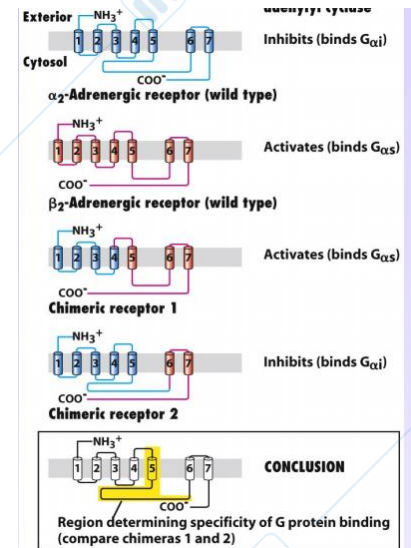 adenylyl cyclase
Exterior
NH3+
1 2 3 4 5 6 7
Inhibits (binds Gαi)
Cytosol
COO-
α2-Adrenergic receptor (wild type)
NH3+
1 2 3 4 5 6 7
Activates (binds Gαs)
COO-
β2-Adrenergic receptor (wild type)
NH3+
1 2 3 4 5 6 7
Activates (binds Gαs)
COO-
Chimeric receptor 1
NH3+
1 2 3 4 5 6 7
Inhibits (binds Gαi)
COO-
Chimeric receptor 2
NH3+
1 2 3 4 5 6 7
CONCLUSION
COO-
Region determining specificity of G protein binding
(compare chimeras 1 and 2)